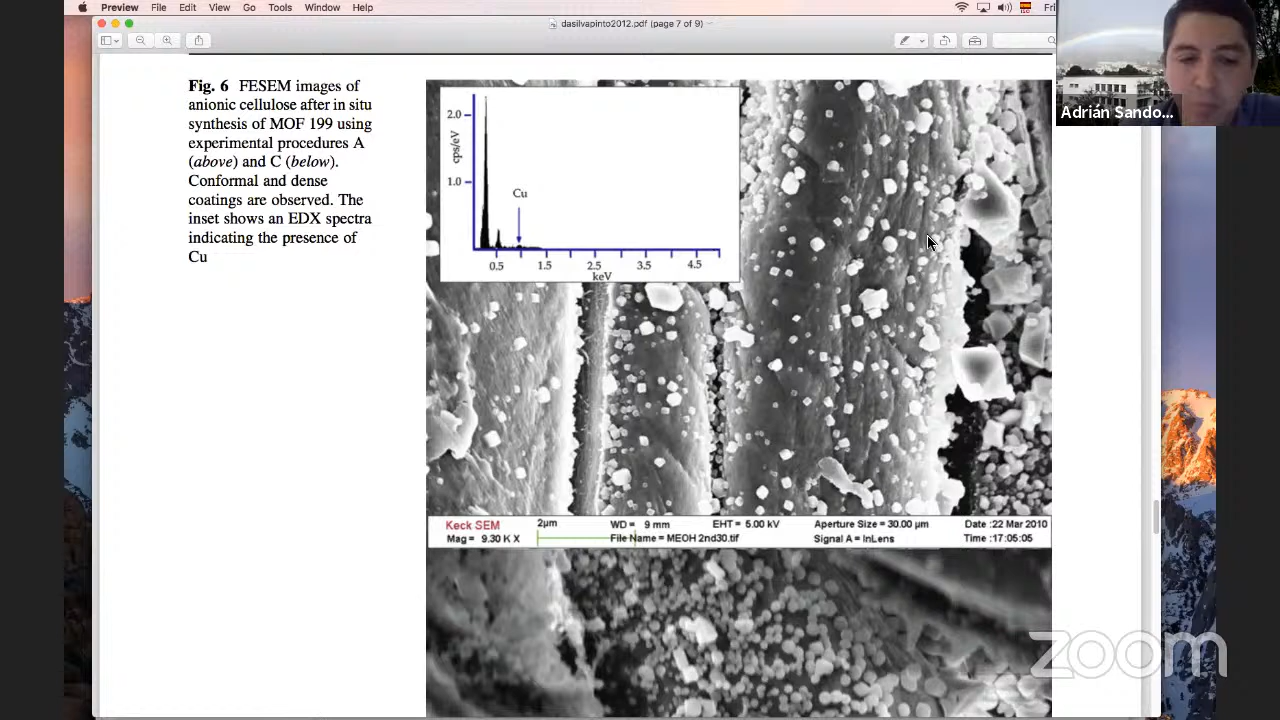 Preview File Edit View Go Tools Window Help Fri
dasilvapinto2012.pdf (page 7 of 9)
Adrián Sando...
Fig. 6 FESEM images of
anionic cellulose after in situ
synthesis of MOF 199 using
experimental procedures A
(above) and C (below).
Conformal and dense
coatings are observed. The
inset shows an EDX spectra
indicating the presence of
Cu
cps/eV
2.0
1.0
Cu
0.5 1.5 2.5 3.5 4.5
keV
Keck SEM 2µm WD = 9 mm EHT = 5.00 kV Aperture Size = 30.00 µm Date :22 Mar 2010
Mag = 9.30 K X File Name = MEOH 2nd30.tif Signal A = InLens Time :17:05:05
zoom